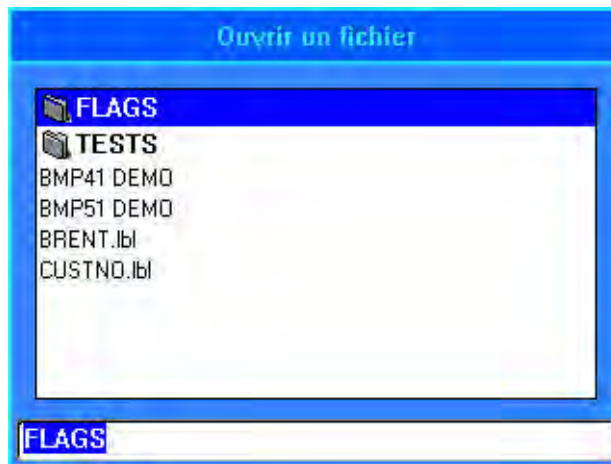 Ouvrir un fichier
FLAGS
TESTS
BMP41 DEMO
BMP51 DEMO
BRENT.lbl
CUSTNO.lbl
FLAGS